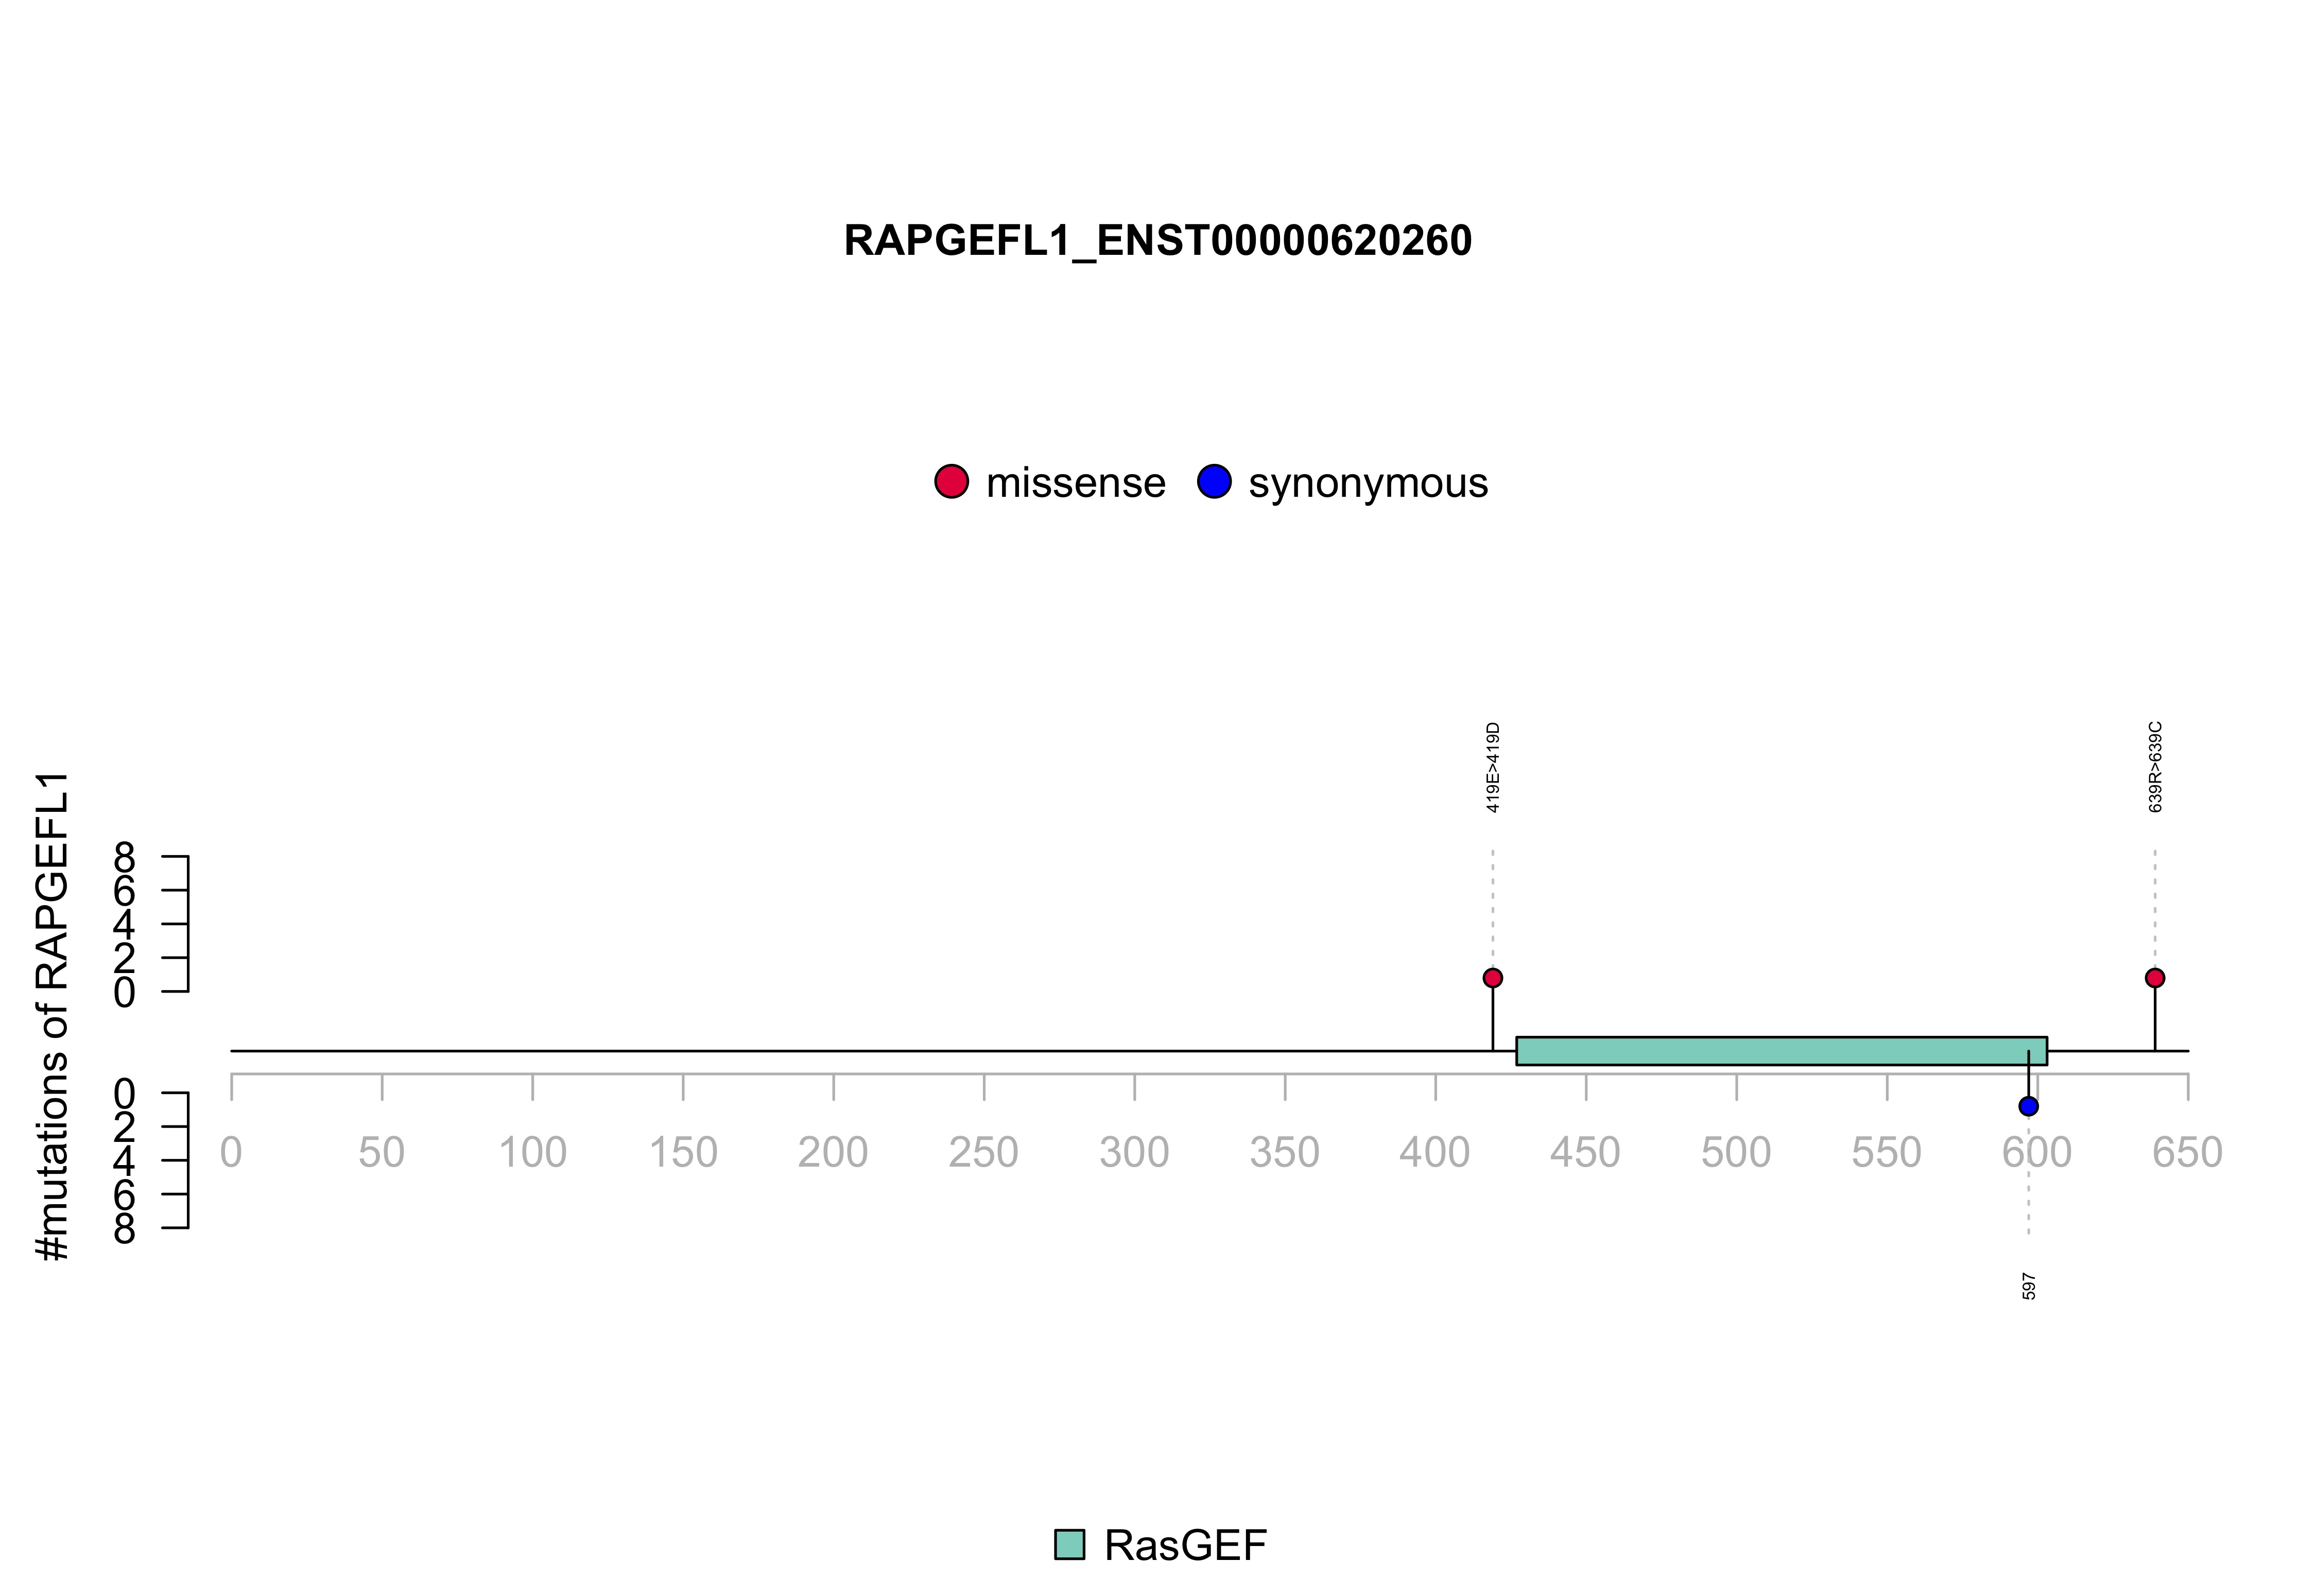 RAPGEFL1_ENST00000620260
missense synonymous
419E>419D
639R>639C
#mutations of RAPGEFL1
8
6
4
2
0
0
2
4
6
8
0 50 100 150 200 250 300 350 400 450 500 550 600 650
597
RasGEF